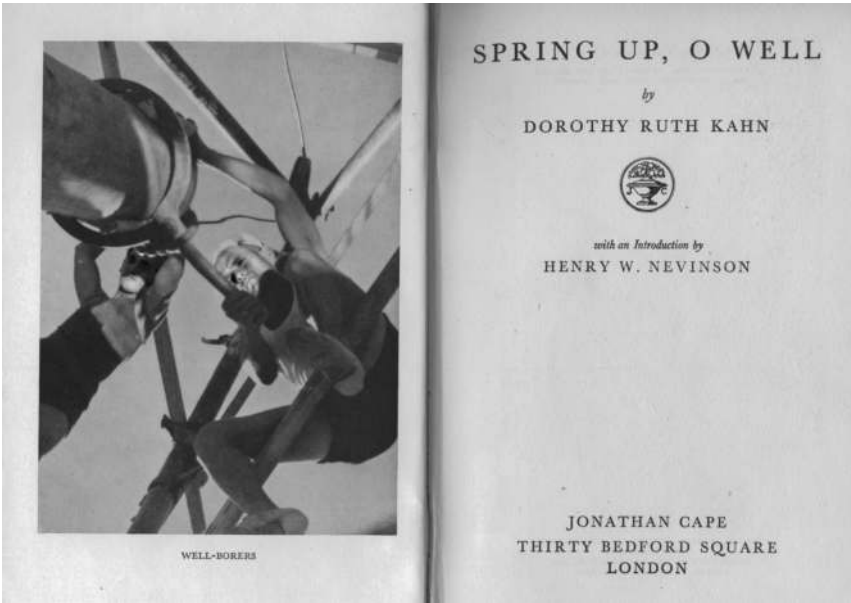 WELL-BORERS
SPRING UP, O WELL
by
DOROTHY RUTH KAHN
J C
with an Introduction by
HENRY W. NEVINSON
JONATHAN CAPE
THIRTY BEDFORD SQUARE
LONDON